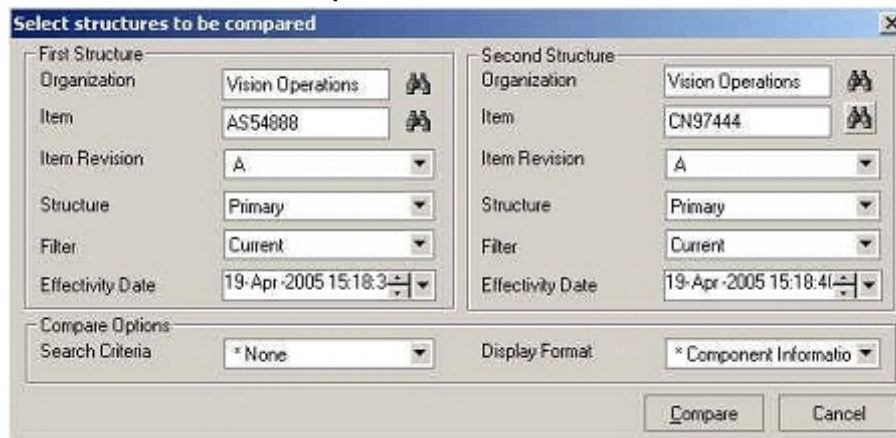 Select structures to be compared
First Structure
Organization Vision Operations
Item AS54888
Item Revision A
Structure Primary
Filter Current
Effectivity Date 19-Apr-2005 15:18:3
Second Structure
Organization Vision Operations
Item CN97444
Item Revision A
Structure Primary
Filter Current
Effectivity Date 19-Apr-2005 15:18:4(
Compare Options
Search Criteria * None
Display Format * Component Informatio
Compare
Cancel